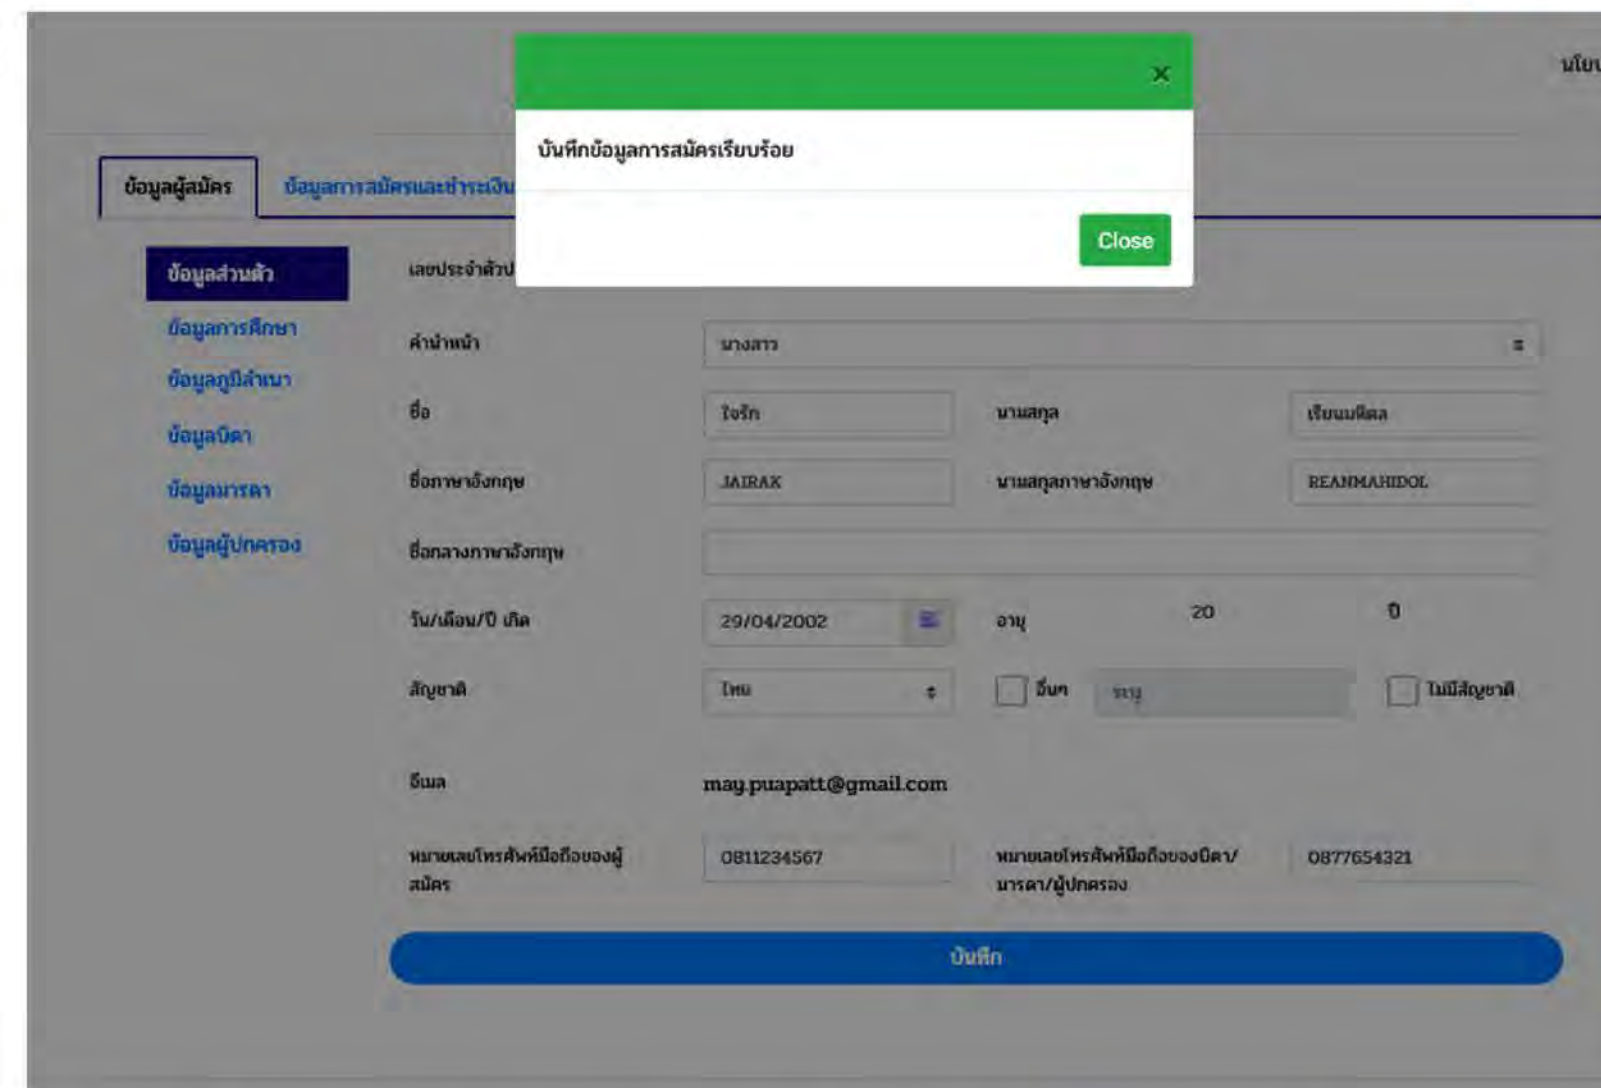 ×
นโยบ
บันทึกข้อมูลการสมัครเรียบร้อย
ข้อมูลผู้สมัคร ข้อมูลการสมัครและชำระเงิน
Close
ข้อมูลส่วนตัว
ข้อมูลการศึกษา
ข้อมูลภูมิลำเนา
ข้อมูลบิดา
ข้อมูลมารดา
ข้อมูลผู้ปกครอง
เลขประจำตัวป
คำนำหน้า นางสาว
ชื่อ ใจรัก นามสกุล เรียนมหิดล
ชื่อภาษาอังกฤษ JAIRAK นามสกุลภาษาอังกฤษ REANMAHIDOL
ชื่อกลางภาษาอังกฤษ
วัน/เดือน/ปี เกิด 29/04/2002 อายุ 20 ปี
สัญชาติ ไทย อื่นๆ ระบุ ไม่มีสัญชาติ
อีเมล may.puapatt@gmail.com
หมายเลขโทรศัพท์มือถือของผู้ 0811234567 หมายเลขโทรศัพท์มือถือของบิดา/ 0877654321
สมัคร มารดา/ผู้ปกครอง
บันทึก